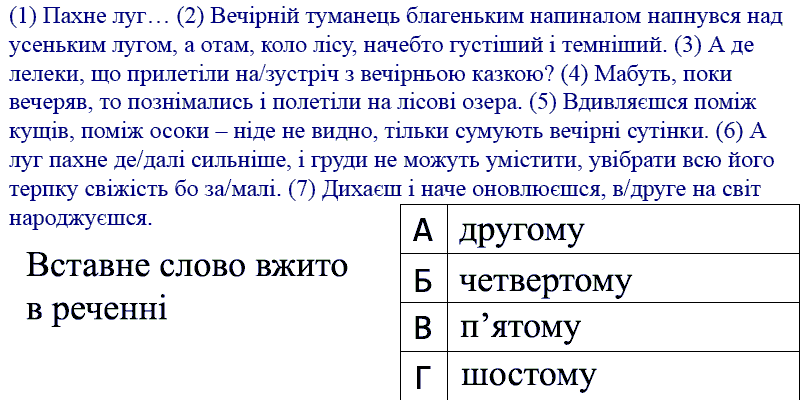 (1) Пахне луг… (2) Вечірній туманець благеньким напиналом напнувся над
усеньким лугом, а отам, коло лісу, начебто густіший і темніший. (3) А де
лелеки, що прилетіли на/зустріч з вечірньою казкою? (4) Мабуть, поки
вечеряв, то познімались і полетіли на лісові озера. (5) Вдивляєшся поміж
кущів, поміж осоки – ніде не видно, тільки сумують вечірні сутінки. (6) А
луг пахне де/далі сильніше, і груди не можуть умістити, увібрати всю його
терпку свіжість бо за/малі. (7) Дихаєш і наче оновлюєшся, в/друге на світ
народжуєшся.
Вставне слово вжито
в реченні
А другому
Б четвертому
В п’ятому
Г шостому